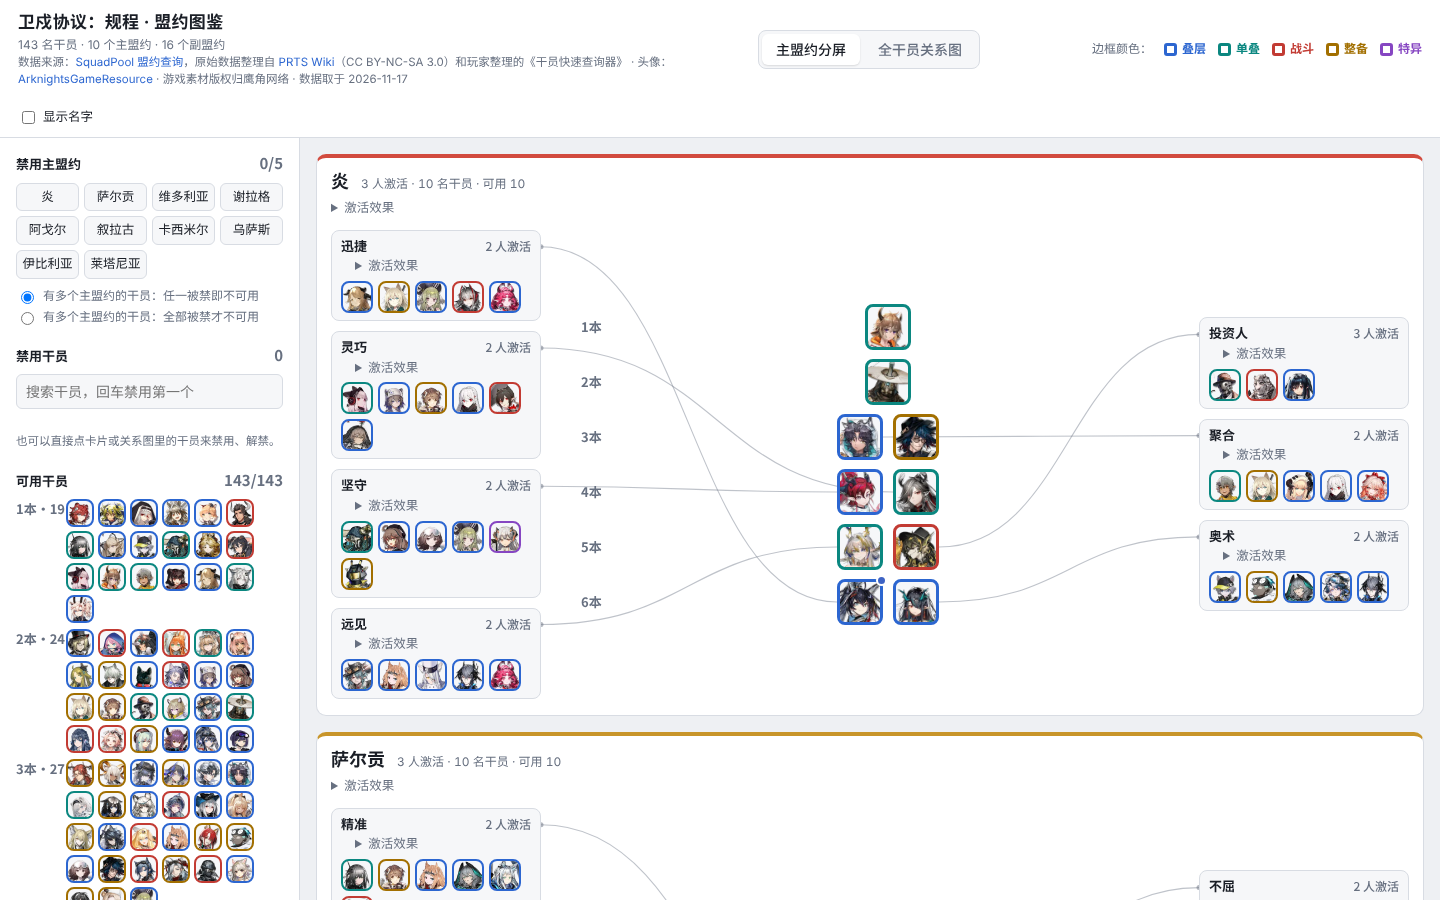 卫戍协议：规程 · 盟约图鉴
143 名干员 · 10 个主盟约 · 16 个副盟约
数据来源：SquadPool 盟约查询，原始数据整理自 PRTS Wiki（CC BY-NC-SA 3.0）和玩家整理的《干员快速查询器》 · 头像：
ArknightsGameResource · 游戏素材版权归鹰角网络 · 数据取于 2026-11-17
主盟约分屏
全干员关系图
边框颜色：
叠层
单叠
战斗
整备
特异
显示名字
禁用主盟约
0/5
炎
萨尔贡
维多利亚
谢拉格
阿戈尔
叙拉古
卡西米尔
乌萨斯
伊比利亚
莱塔尼亚
有多个主盟约的干员：任一被禁即不可用
有多个主盟约的干员：全部被禁才不可用
禁用干员
0
搜索干员，回车禁用第一个
也可以直接点卡片或关系图里的干员来禁用、解禁。
可用干员
143/143
1本 · 19
2本 · 24
3本 · 27
炎
3 人激活 · 10 名干员 · 可用 10
激活效果
迅捷
2 人激活
激活效果
灵巧
2 人激活
激活效果
坚守
2 人激活
激活效果
远见
2 人激活
激活效果
1本
2本
3本
4本
5本
6本
投资人
3 人激活
激活效果
聚合
2 人激活
激活效果
奥术
2 人激活
激活效果
萨尔贡
3 人激活 · 10 名干员 · 可用 10
激活效果
精准
2 人激活
激活效果
不屈
2 人激活